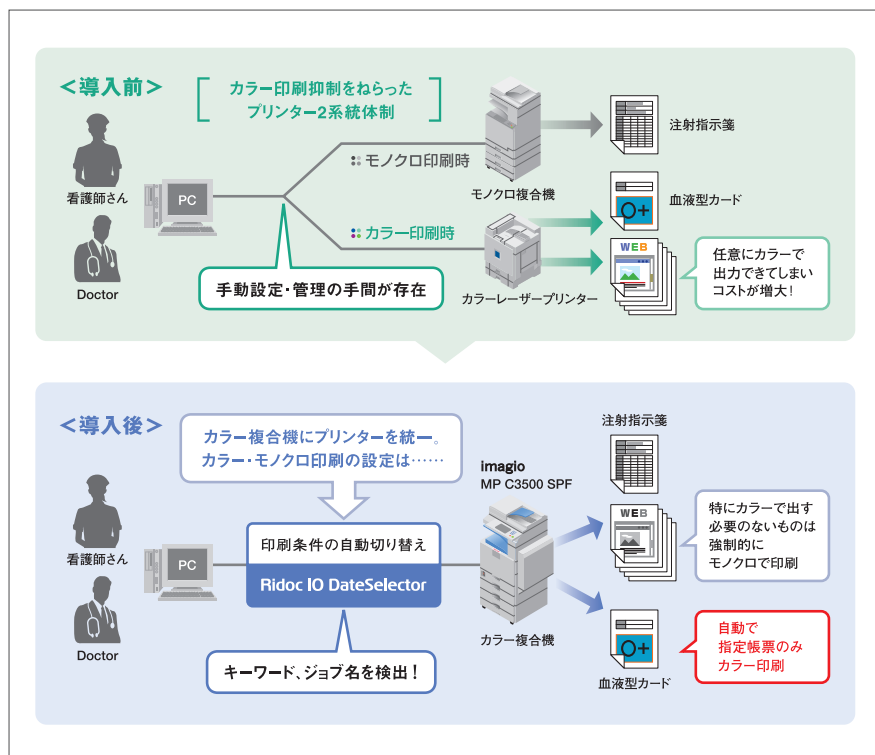 ＜導入前＞
カラー印刷抑制をねらった
プリンター2系統体制
看護師さん
Doctor
PC
モノクロ印刷時
カラー印刷時
手動設定・管理の手間が存在
モノクロ複合機
カラーレーザープリンター
注射指示箋
血液型カード
O+
WEB
任意にカラーで
出力できてしまい
コストが増大！
＜導入後＞
カラー複合機にプリンターを統一。
カラー・モノクロ印刷の設定は……
看護師さん
Doctor
PC
印刷条件の自動切り替え
Ridoc IO DateSelector
キーワード、ジョブ名を検出！
imagio
MP C3500 SPF
カラー複合機
注射指示箋
WEB
特にカラーで出す
必要のないものは
強制的に
モノクロで印刷
O+
血液型カード
自動で
指定帳票のみ
カラー印刷